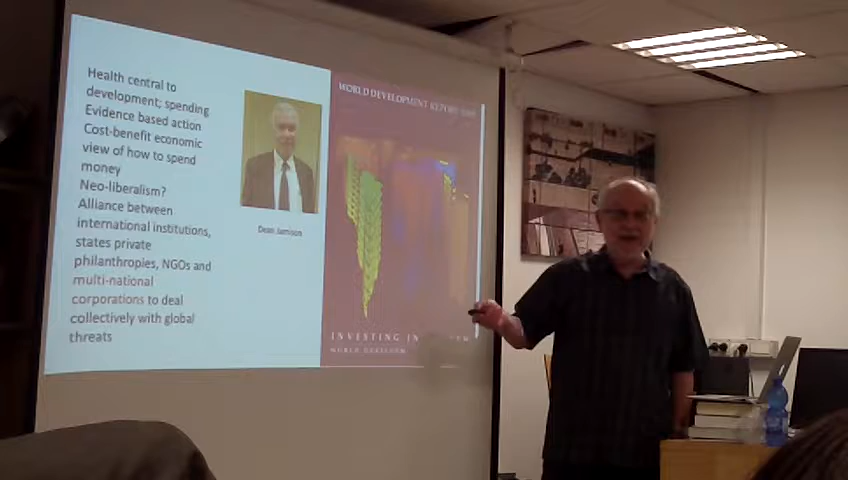 Health central to
development; spending
Evidence based action
Cost-benefit economic
view of how to spend
money
Neo-liberalism?
Alliance between
international institutions,
states private
philanthropies, NGOs and
multi-national
corporations to deal
collectively with global
threats
Dean Jamison
WORLD DEVELOPMENT REPORT
INVESTING IN